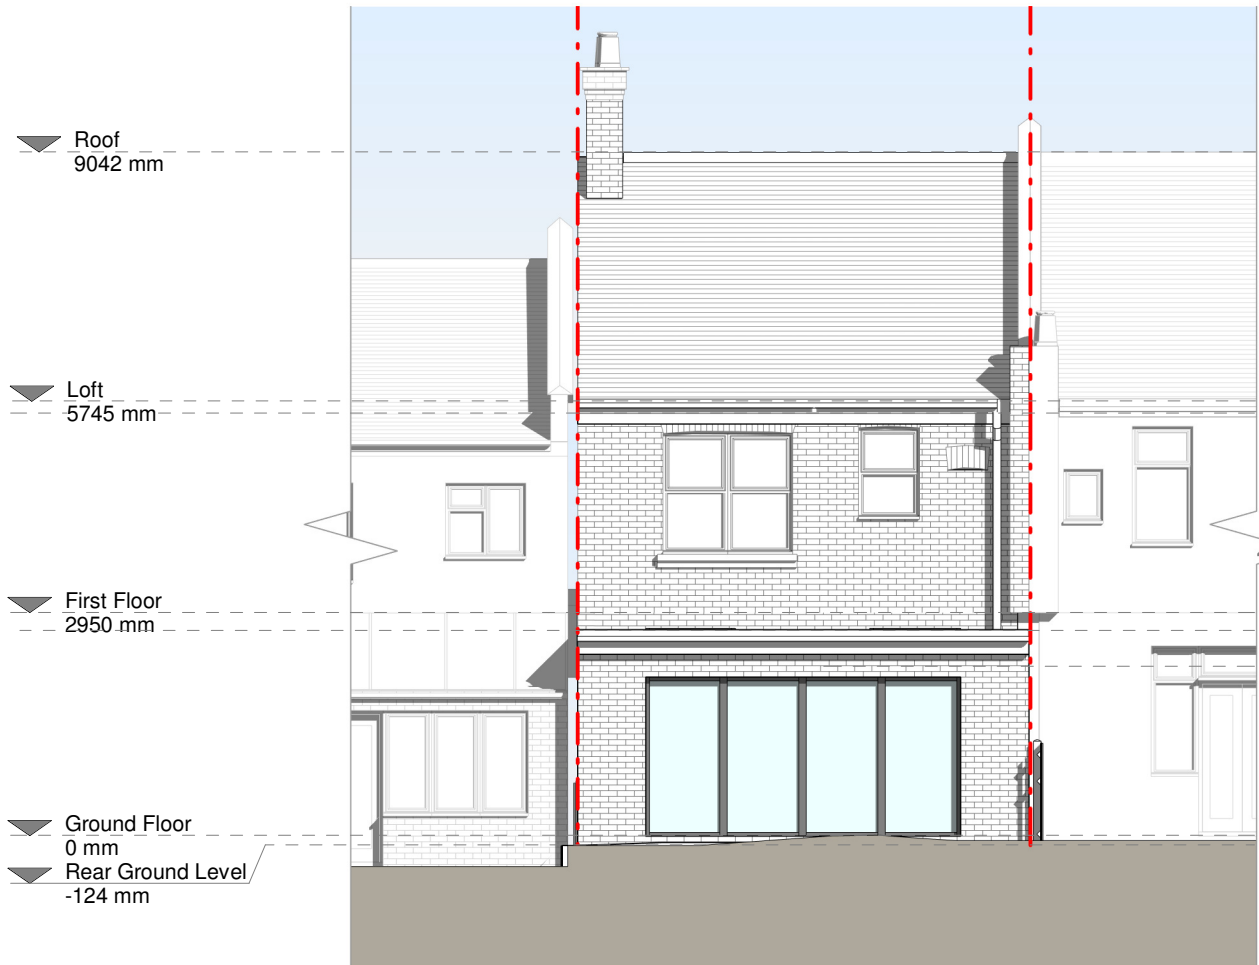 Roof
9042 mm
Loft
5745 mm
First Floor
2950 mm
Ground Floor
0 mm
Rear Ground Level
-124 mm